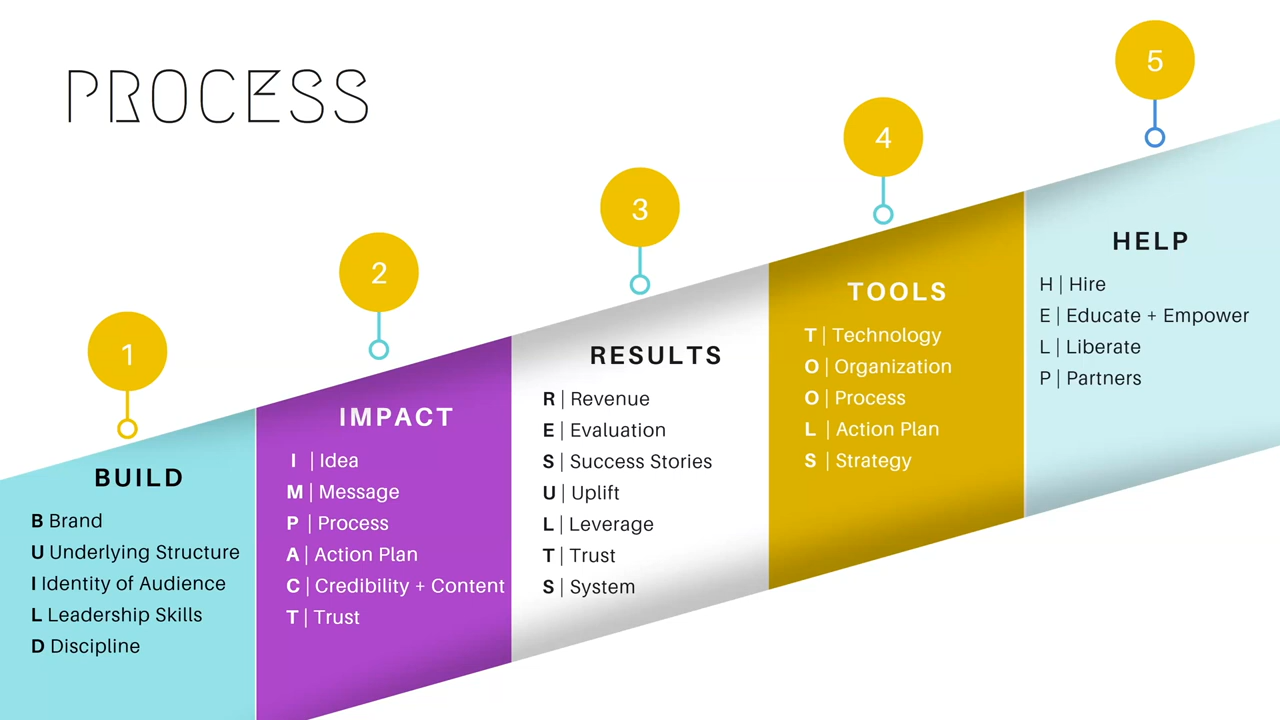 PROCESS
1
BUILD
B Brand
U Underlying Structure
I Identity of Audience
L Leadership Skills
D Discipline
2
IMPACT
I | Idea
M | Message
P | Process
A | Action Plan
C | Credibility + Content
T | Trust
3
RESULTS
R | Revenue
E | Evaluation
S | Success Stories
U | Uplift
L | Leverage
T | Trust
S | System
4
TOOLS
T | Technology
O | Organization
O | Process
L | Action Plan
S | Strategy
5
HELP
H | Hire
E | Educate + Empower
L | Liberate
P | Partners